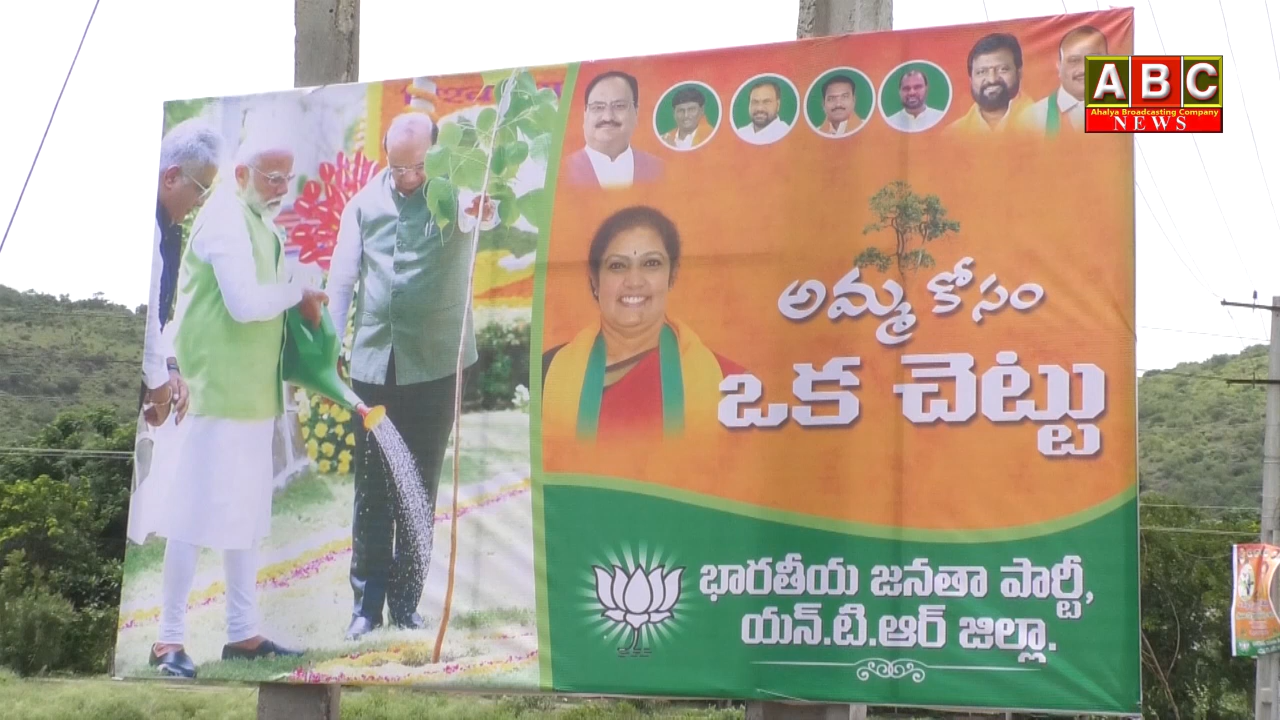 ABC
Ahalya Broadcasting Company
NEWS
అమ్మ కోసం
ఒక చెట్టు
భారతీయ జనతా పార్టీ,
యన్.టి.ఆర్ జిల్లా.